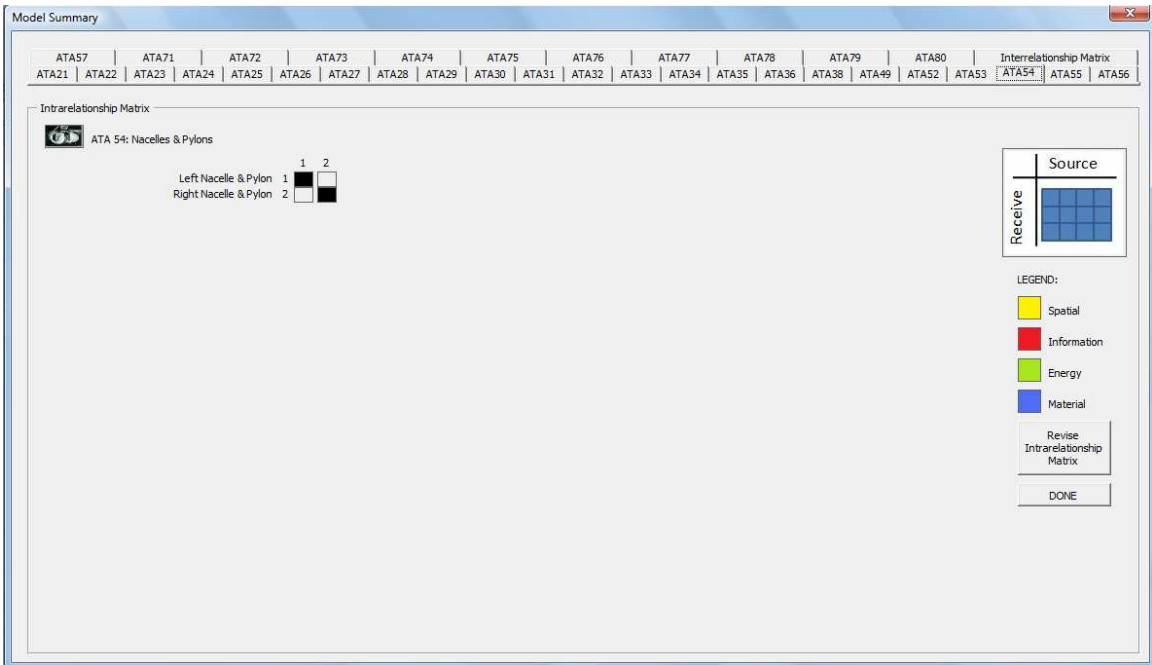 Model Summary
ATA57 ATA71 ATA72 ATA73 ATA74 ATA75 ATA76 ATA77 ATA78 ATA79 ATA80 Interrelationship Matrix
ATA21 ATA22 ATA23 ATA24 ATA25 ATA26 ATA27 ATA28 ATA29 ATA30 ATA31 ATA32 ATA33 ATA34 ATA35 ATA36 ATA38 ATA49 ATA52 ATA53 ATA54 ATA55 ATA56
Intrarelationship Matrix
ATA 54: Nacelles & Pylons
1 2
Left Nacelle & Pylon 1
Right Nacelle & Pylon 2
Source
Receive
LEGEND:
Spatial
Information
Energy
Material
Revise
Intrarelationship
Matrix
DONE